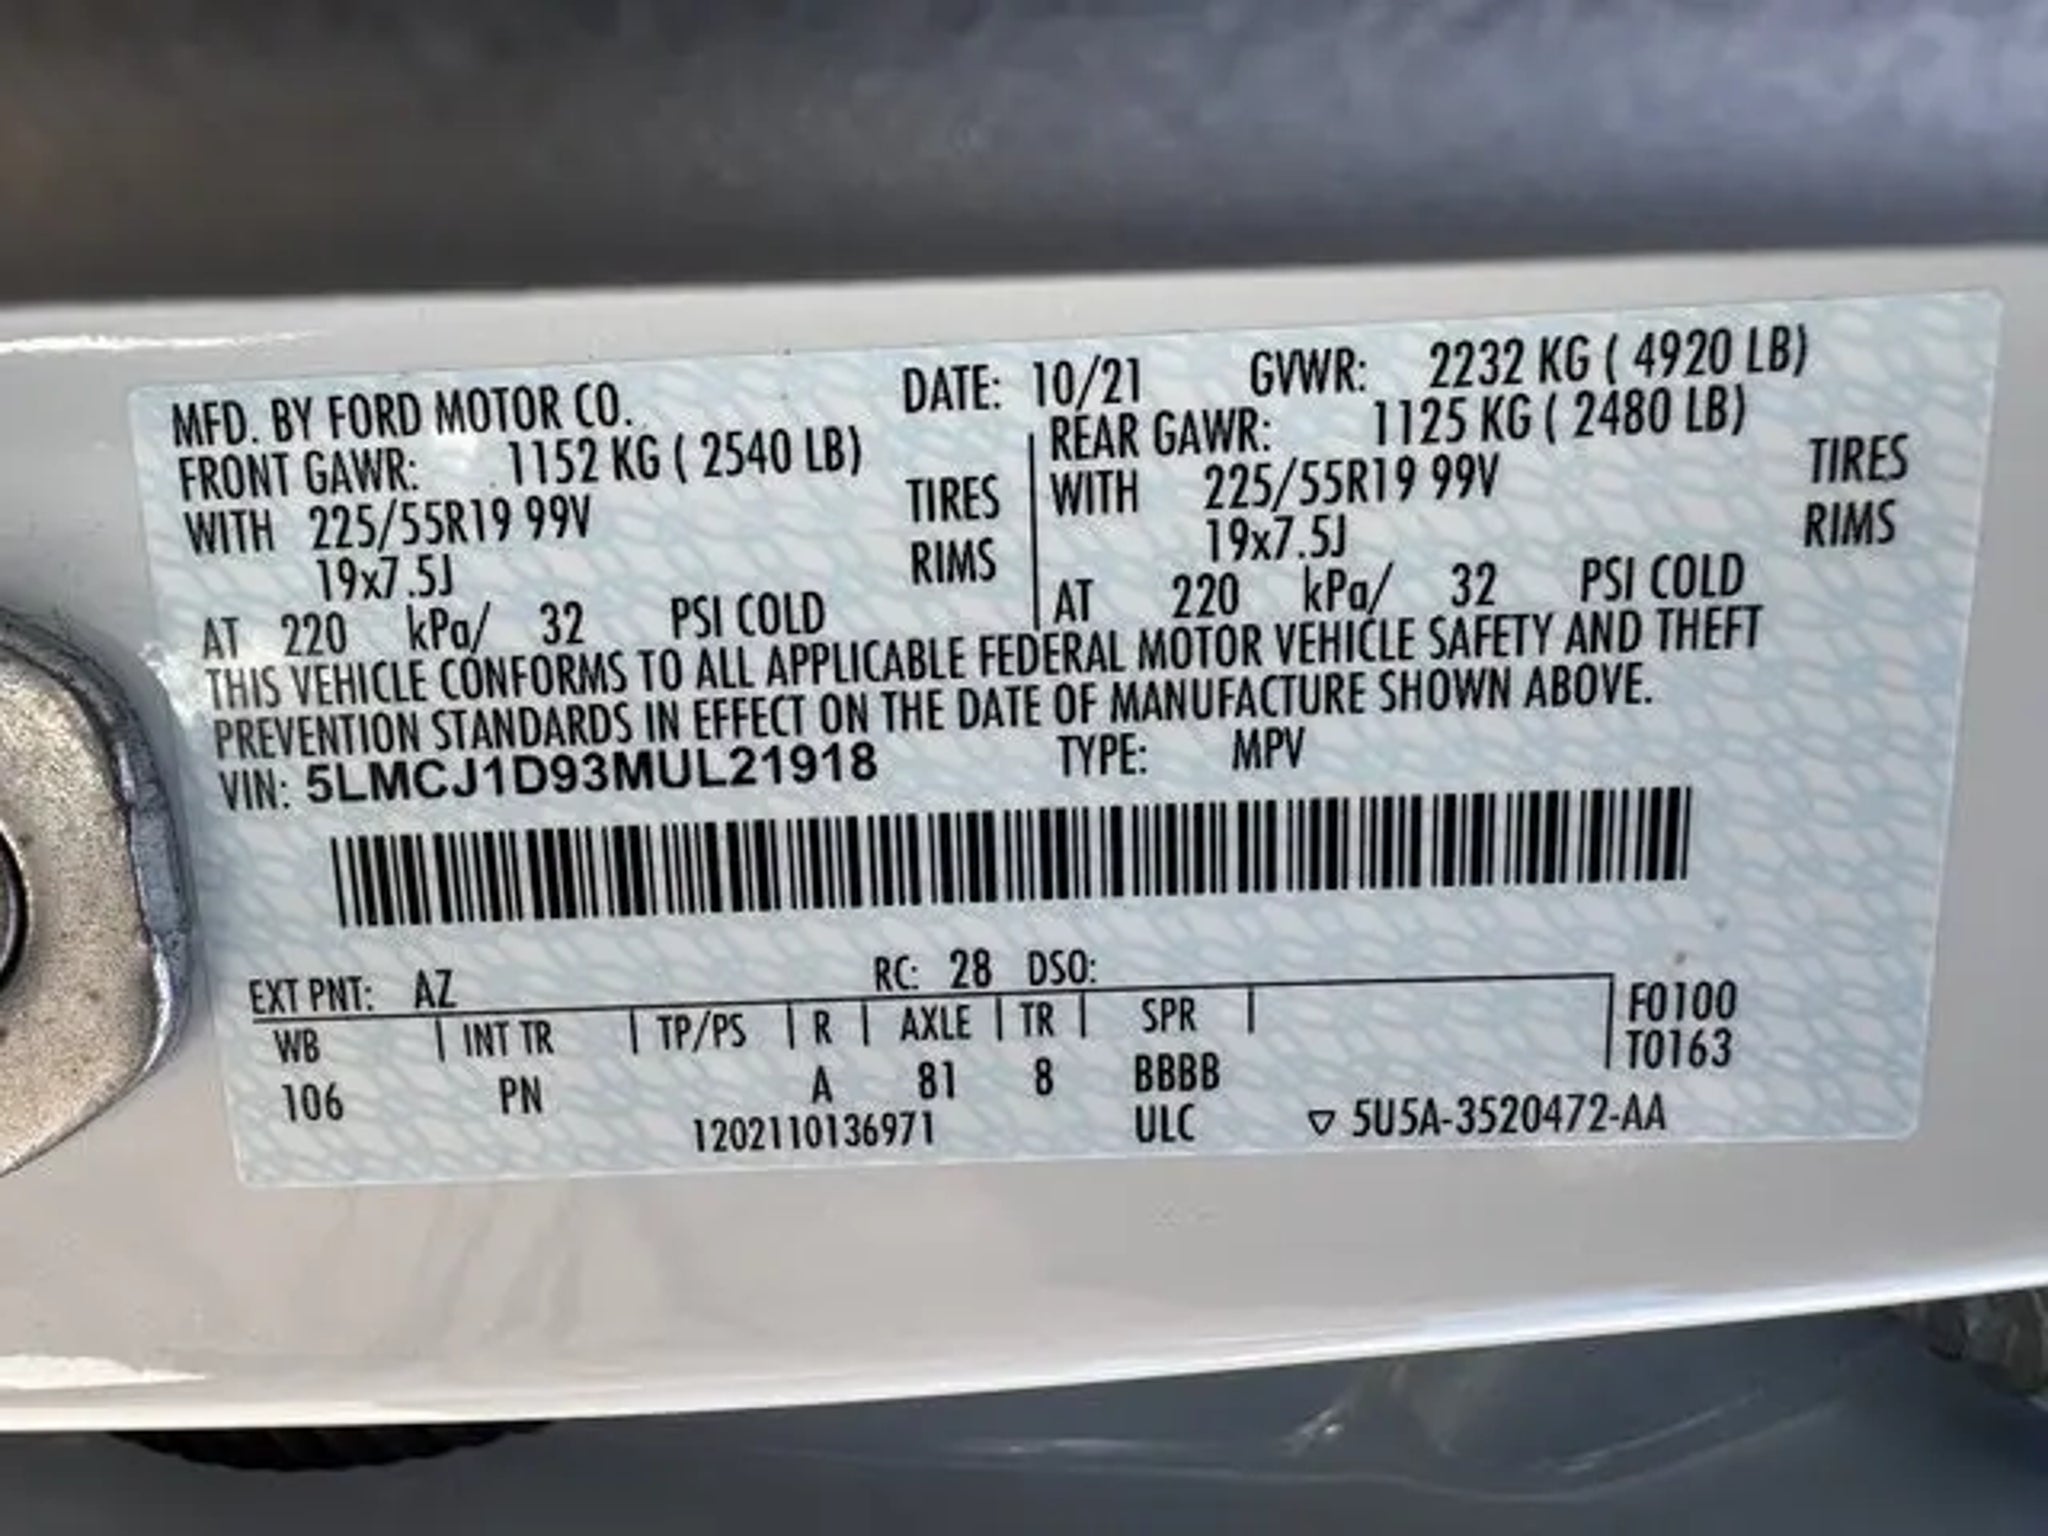 MFD. BY FORD MOTOR CO. DATE: 10/21 GVWR: 2232 KG ( 4920 LB)
FRONT GAWR: 1152 KG ( 2540 LB) REAR GAWR: 1125 KG ( 2480 LB)
WITH 225/55R19 99V TIRES WITH 225/55R19 99V TIRES
19x7.5J RIMS 19x7.5J RIMS
AT 220 kPa/ 32 PSI COLD AT 220 kPa/ 32 PSI COLD
THIS VEHICLE CONFORMS TO ALL APPLICABLE FEDERAL MOTOR VEHICLE SAFETY AND THEFT
PREVENTION STANDARDS IN EFFECT ON THE DATE OF MANUFACTURE SHOWN ABOVE.
VIN: 5LMCJ1D93MUL21918 TYPE: MPV
EXT PNT: AZ RC: 28 DSO:
WB INT TR TP/PS R AXLE TR SPR F0100
T0163
106 PN A 81 8 BBBB
1202110136971 ULC ▽ 5U5A-3520472-AA